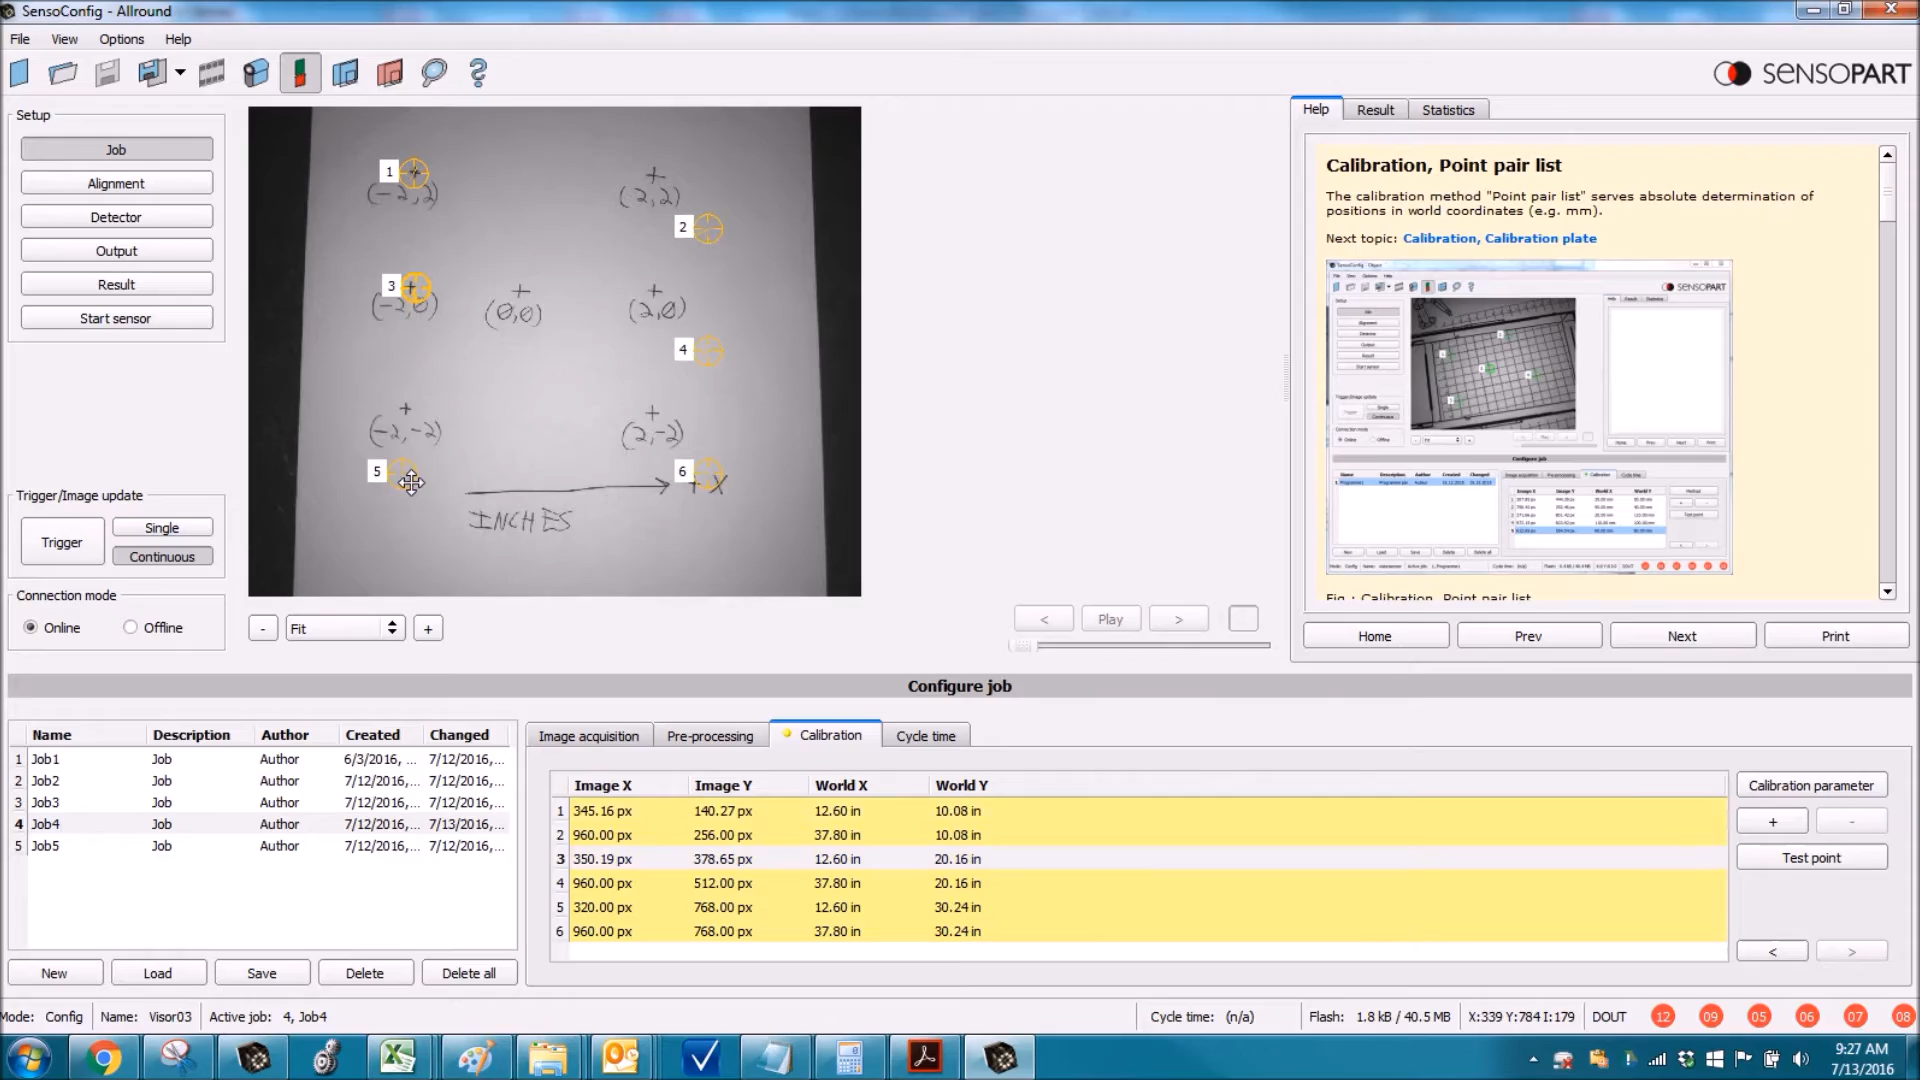 SensoConfig - Allround
File View Options Help
SENSOPART
Setup
Job
Alignment
Detector
Output
Result
Start sensor
Trigger/Image update
Trigger
Single
Continuous
Connection mode
Online Offline
1
(-2,2)
+
(2,2)
2
3
(-2,0)
+
(0,0)
+
(2,0)
4
+
(-2,-2)
+
(2,-2)
5
6
+X
INCHES
- Fit +
< Play >
Help Result Statistics
Calibration, Point pair list
The calibration method "Point pair list" serves absolute determination of
positions in world coordinates (e.g. mm).
Next topic: Calibration, Calibration plate
Fig.: Calibration, Point pair list
Home Prev Next Print
Configure job
Name Description Author Created Changed
1 Job1 Job Author 6/3/2016, ... 7/12/2016,...
2 Job2 Job Author 7/12/2016,... 7/12/2016,...
3 Job3 Job Author 7/12/2016,... 7/12/2016,...
4 Job4 Job Author 7/12/2016,... 7/13/2016,...
5 Job5 Job Author 7/12/2016,... 7/12/2016,...
New Load Save Delete Delete all
Image acquisition Pre-processing Calibration Cycle time
Image X Image Y World X World Y
1 345.16 px 140.27 px 12.60 in 10.08 in
2 960.00 px 256.00 px 37.80 in 10.08 in
3 350.19 px 378.65 px 12.60 in 20.16 in
4 960.00 px 512.00 px 37.80 in 20.16 in
5 320.00 px 768.00 px 12.60 in 30.24 in
6 960.00 px 768.00 px 37.80 in 30.24 in
Calibration parameter
+ -
Test point
< >
Mode: Config Name: Visor03 Active job: 4, Job4 Cycle time: (n/a) Flash: 1.8 kB / 40.5 MB X:339 Y:784 I:179 DOUT 12 09 05 06 07 08
9:27 AM
7/13/2016